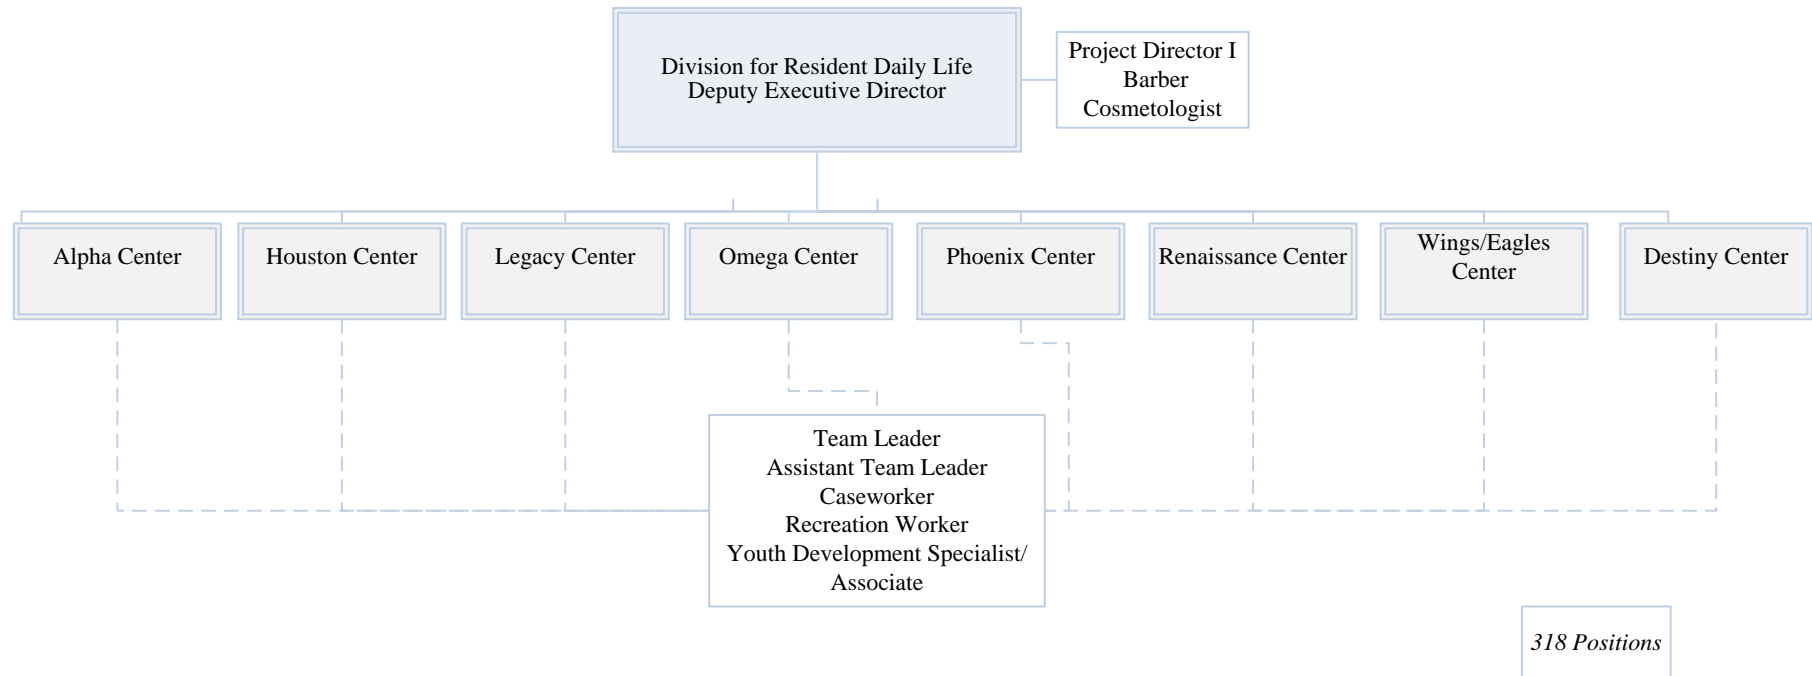 Division for Resident Daily Life
Deputy Executive Director
Project Director I
Barber
Cosmetologist
Alpha Center
Houston Center
Legacy Center
Omega Center
Phoenix Center
Renaissance Center
Wings/Eagles
Center
Destiny Center
Team Leader
Assistant Team Leader
Caseworker
Recreation Worker
Youth Development Specialist/
Associate
318 Positions